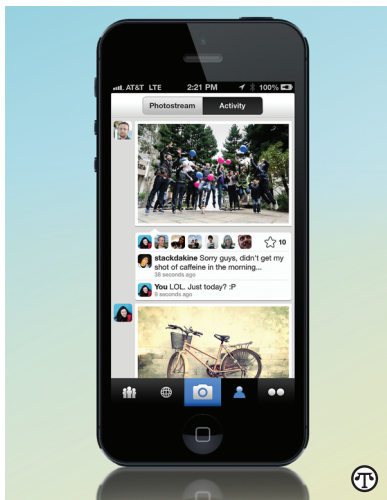 AT&T LTE 2:21 PM 100%
Photostream Activity
10
stackdakine Sorry guys, didn't get my
shot of caffeine in the morning...
38 seconds ago
You LOL. Just today? :P
9 seconds ago